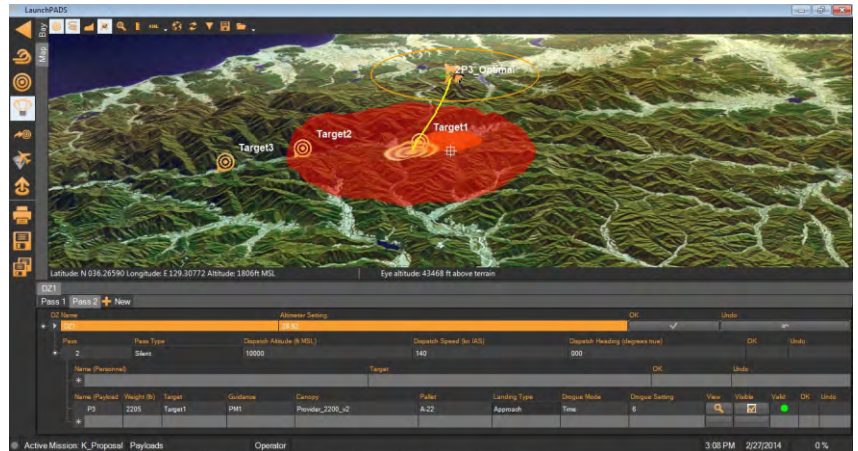 LaunchPADS
Bay
KML
Map
2P3_Optimal
Target1
Target2
Target3
Latitude: N 036.26590 Longitude: E 129.30772 Altitude: 1806ft MSL
Eye altitude: 43468 ft above terrain
DZ1
Pass 1 Pass 2 New
DZ Name Altimeter Setting OK Undo
DZ1 29.92
Pass Pass Type Dispatch Altitude (ft MSL) Dispatch Speed (kn IAS) Dispatch Heading (degrees true) OK Undo
2 Silent 10000 140 000
Name (Personnel) Target OK Undo
Name (Payload Weight (lb) Target Guidance Canopy Pallet Landing Type Drogue Mode Drogue Setting View Visible Valid OK Undo
P3 2205 Target1 PM1 Provider_2200_v2 A-22 Approach Time 6
Active Mission: K_Proposal Payloads Operator 3:08 PM 2/27/2014 0 %